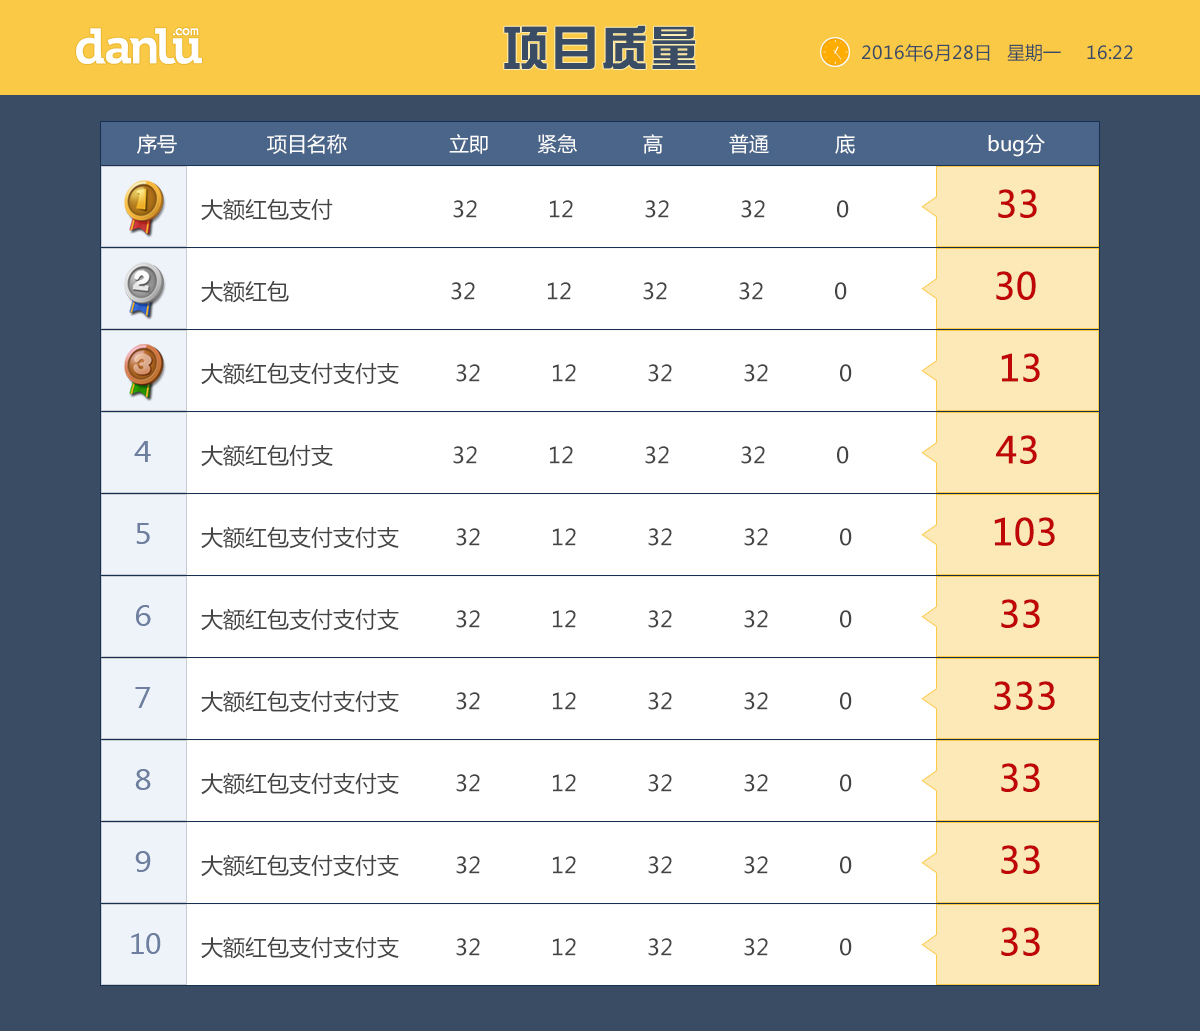 danlu.com
项目质量
2016年6月28日 星期一 16:22
序号 项目名称 立即 紧急 高 普通 底 bug分
1 大额红包支付 32 12 32 32 0 33
2 大额红包 32 12 32 32 0 30
3 大额红包支付支付支 32 12 32 32 0 13
4 大额红包付支 32 12 32 32 0 43
5 大额红包支付支付支 32 12 32 32 0 103
6 大额红包支付支付支 32 12 32 32 0 33
7 大额红包支付支付支 32 12 32 32 0 333
8 大额红包支付支付支 32 12 32 32 0 33
9 大额红包支付支付支 32 12 32 32 0 33
10 大额红包支付支付支 32 12 32 32 0 33